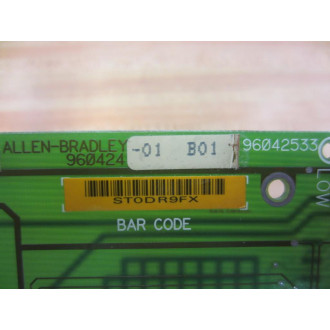 ALLEN-BRADLEY -01 B01 96042533
960424
ST0DR9FX
BAR CODE
LOW